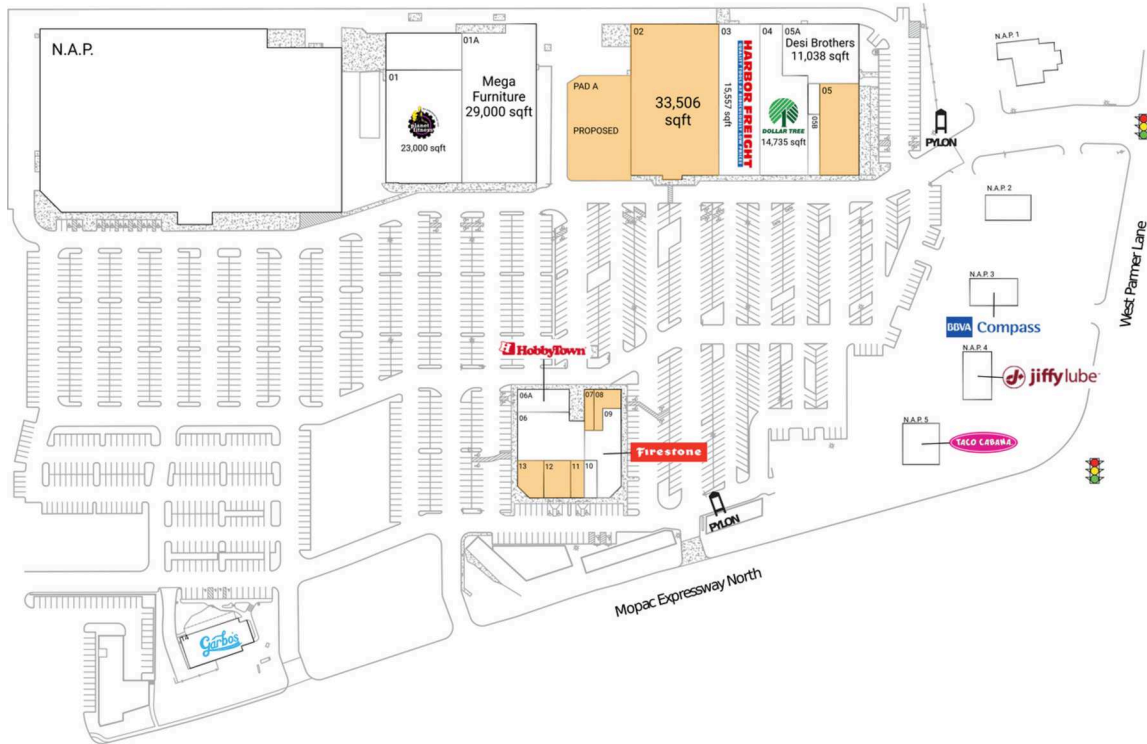 N.A.P.
01
planet fitness
23,000 sqft
01A
Mega
Furniture
29,000 sqft
PAD A
PROPOSED
02
33,506
sqft
03
HARBOR FREIGHT
15,557 sqft
04
DOLLAR TREE
14,735 sqft
05A
Desi Brothers
11,038 sqft
05B
05
PYLON
N.A.P. 1
N.A.P. 2
N.A.P. 3
BBVA Compass
N.A.P. 4
jiffylube
N.A.P. 5
TACO CABANA
West Parmer Lane
HobbyTown
06A
06
07
08
09
Firestone
13
12
11
10
PYLON
Mopac Expressway North
14
Garbo's